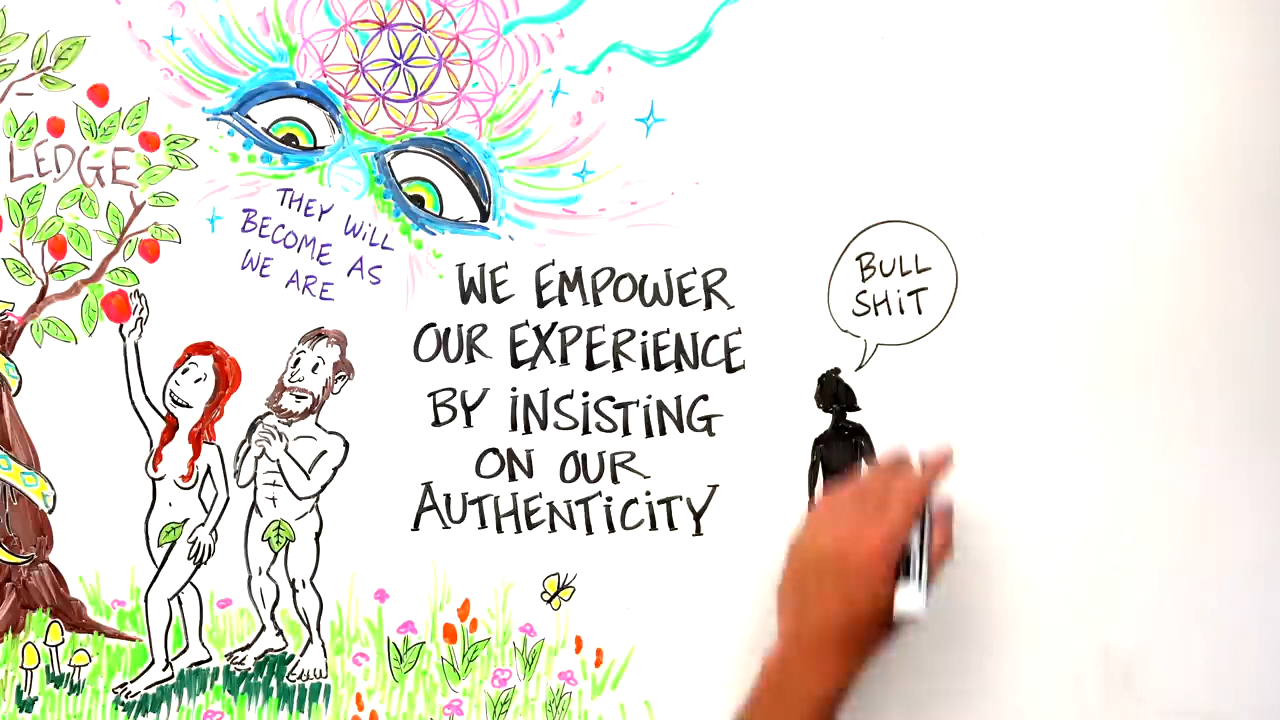 LEDGE
THEY WiLL
BECOME AS
WE ARE
WE EMPOWER
OUR EXPERiENCE
BY iNSiSTiNG
ON OUR
AUTHENTiCiTY
BULL
SHiT